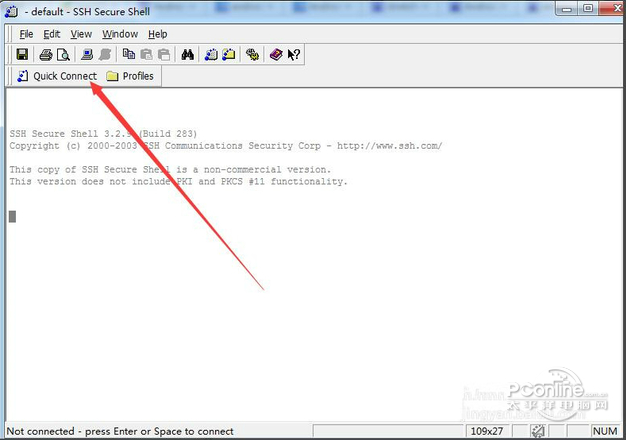 - default - SSH Secure Shell
File Edit View Window Help
Quick Connect Profiles
SSH Secure Shell 3.2.9 (Build 283)
Copyright (c) 2000-2003 SSH Communications Security Corp - http://www.ssh.com/
This copy of SSH Secure Shell is a non-commercial version.
This version does not include PKI and PKCS #11 functionality.
PConline.com.cn
太平洋电脑网
Not connected - press Enter or Space to connect
109x27
NUM